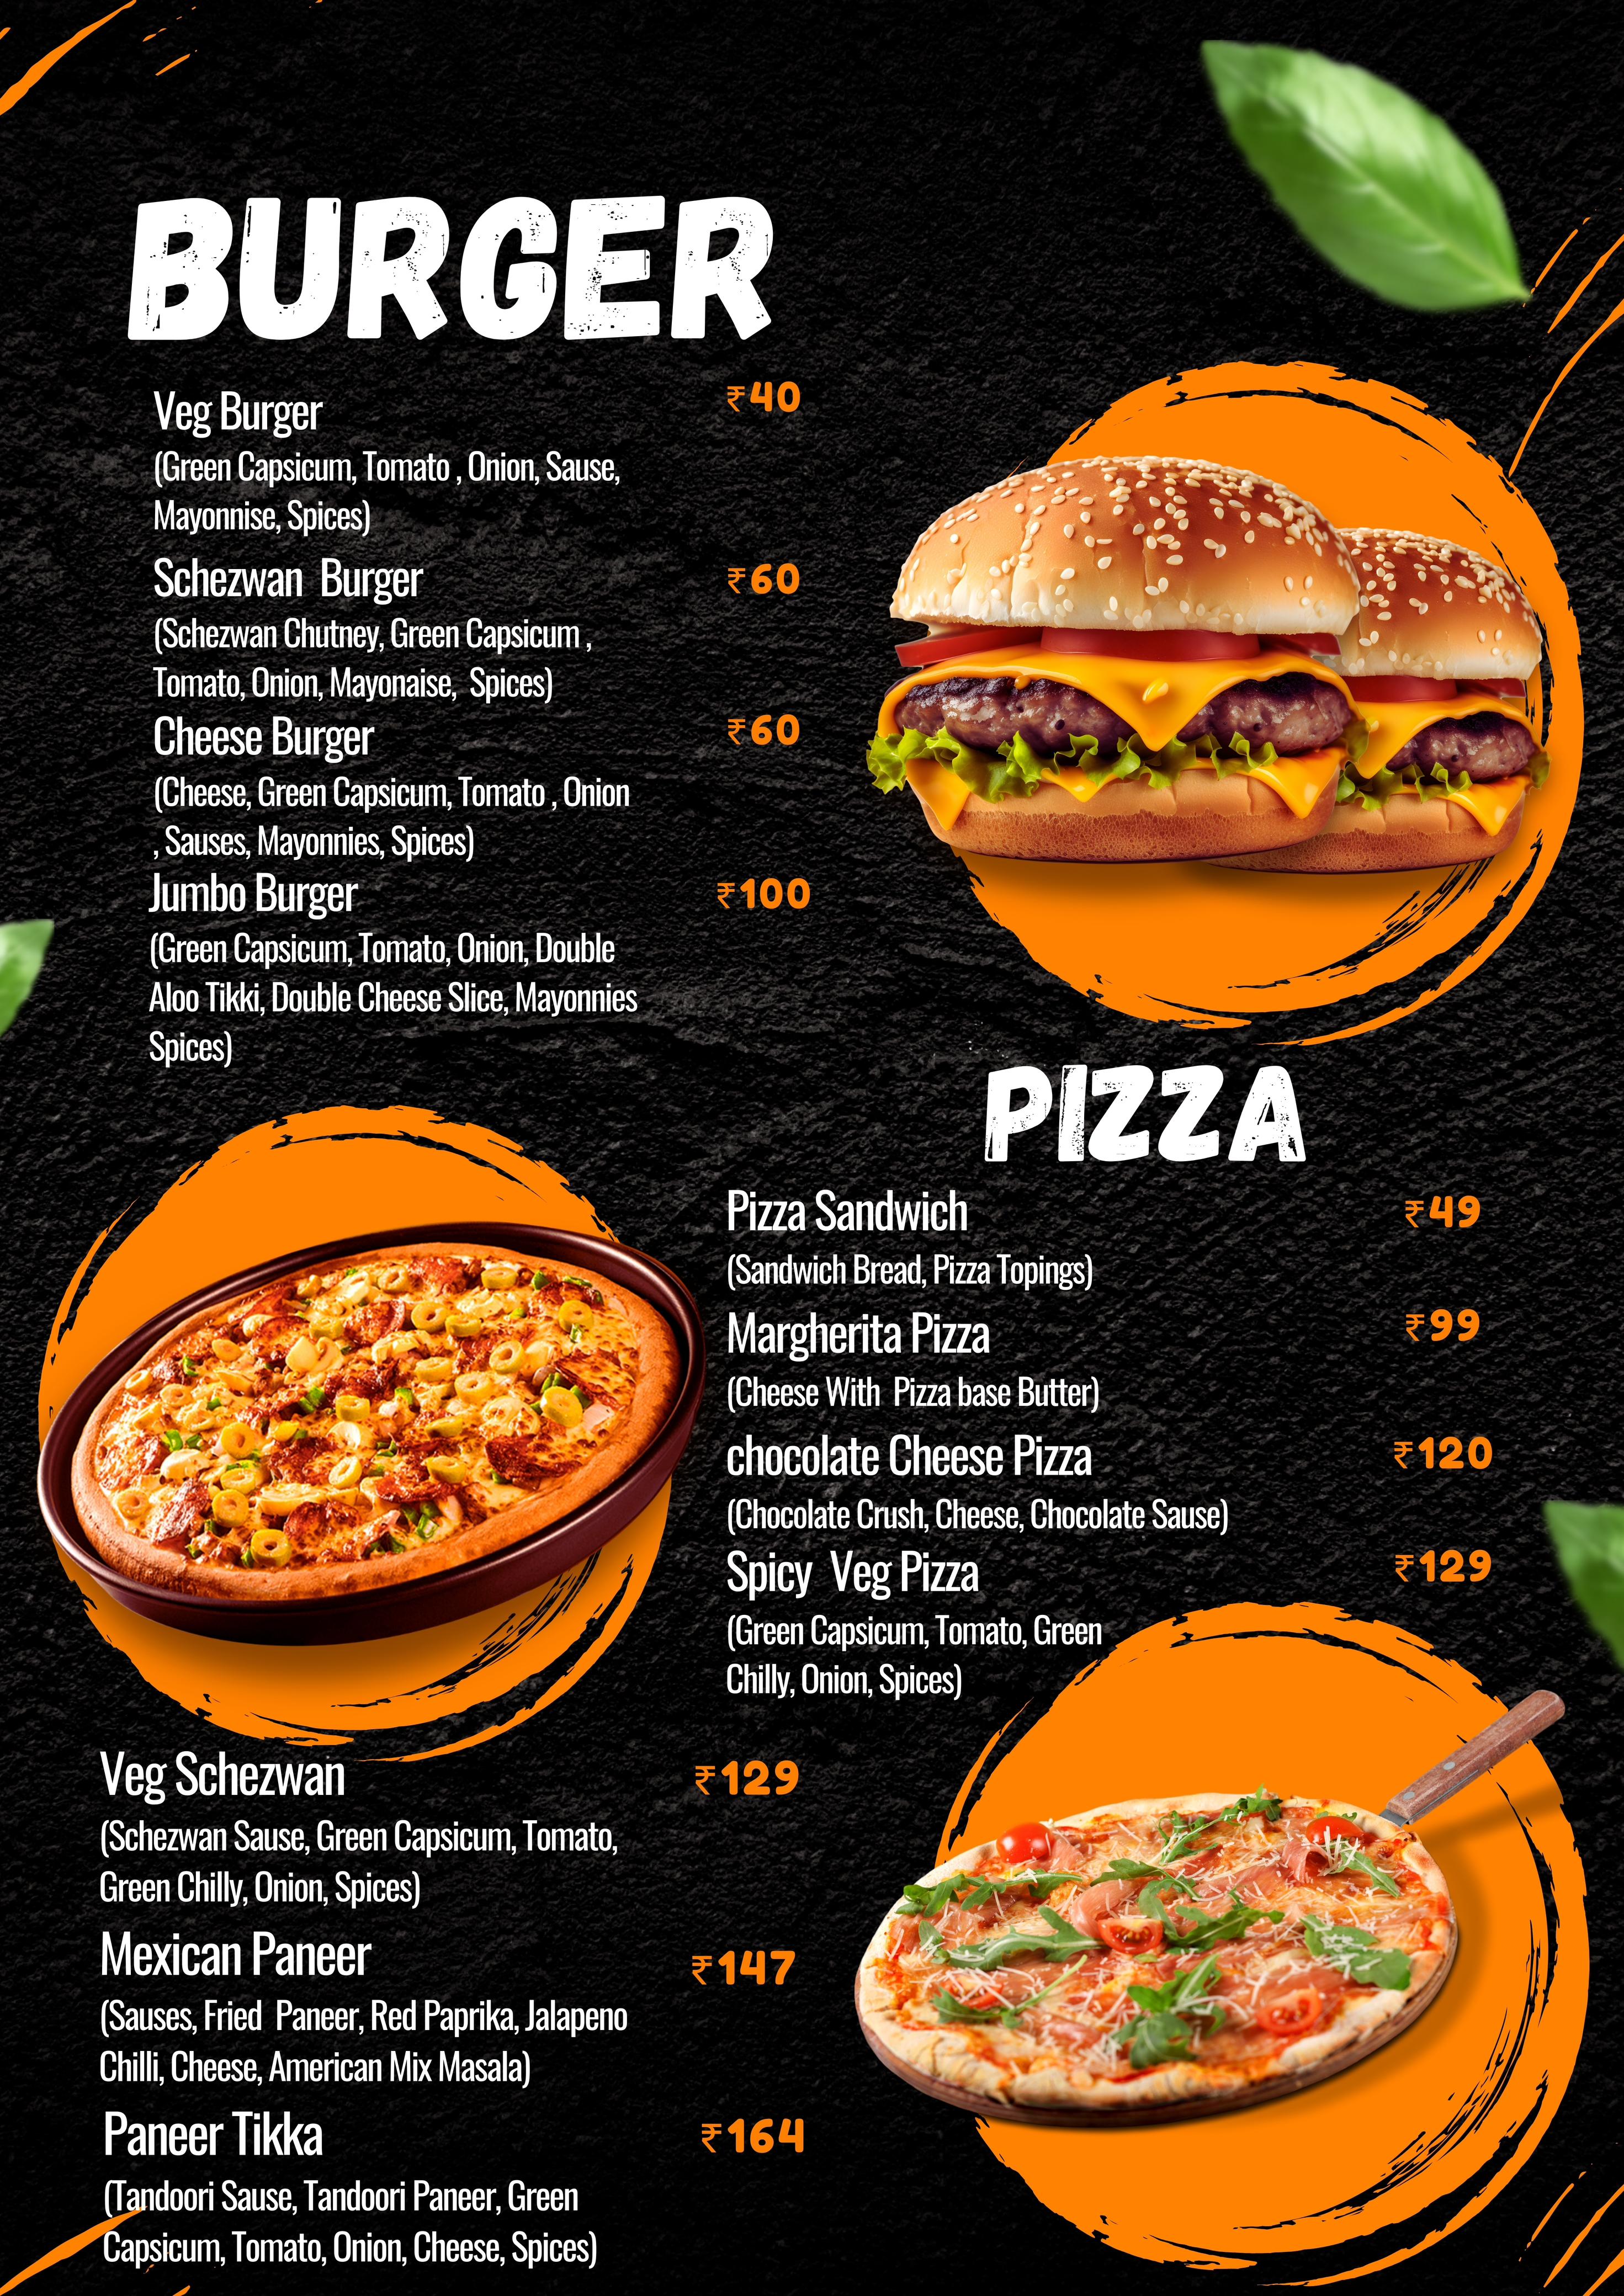 BURGER
Veg Burger ₹40
(Green Capsicum, Tomato , Onion, Sause,
Mayonnise, Spices)
Schezwan  Burger ₹60
(Schezwan Chutney, Green Capsicum ,
Tomato, Onion, Mayonaise,  Spices)
Cheese Burger ₹60
(Cheese, Green Capsicum, Tomato , Onion
, Sauses, Mayonnies, Spices)
Jumbo Burger ₹100
(Green Capsicum, Tomato, Onion, Double
Aloo Tikki, Double Cheese Slice, Mayonnies
Spices)
PIZZA
Pizza Sandwich ₹49
(Sandwich Bread, Pizza Topings)
Margherita Pizza ₹99
(Cheese With  Pizza base Butter)
chocolate Cheese Pizza ₹120
(Chocolate Crush, Cheese, Chocolate Sause)
Spicy  Veg Pizza ₹129
(Green Capsicum, Tomato, Green
Chilly, Onion, Spices)
Veg Schezwan ₹129
(Schezwan Sause, Green Capsicum, Tomato,
Green Chilly, Onion, Spices)
Mexican Paneer ₹147
(Sauses, Fried  Paneer, Red Paprika, Jalapeno
Chilli, Cheese, American Mix Masala)
Paneer Tikka ₹164
(Tandoori Sause, Tandoori Paneer, Green
Capsicum, Tomato, Onion, Cheese, Spices)